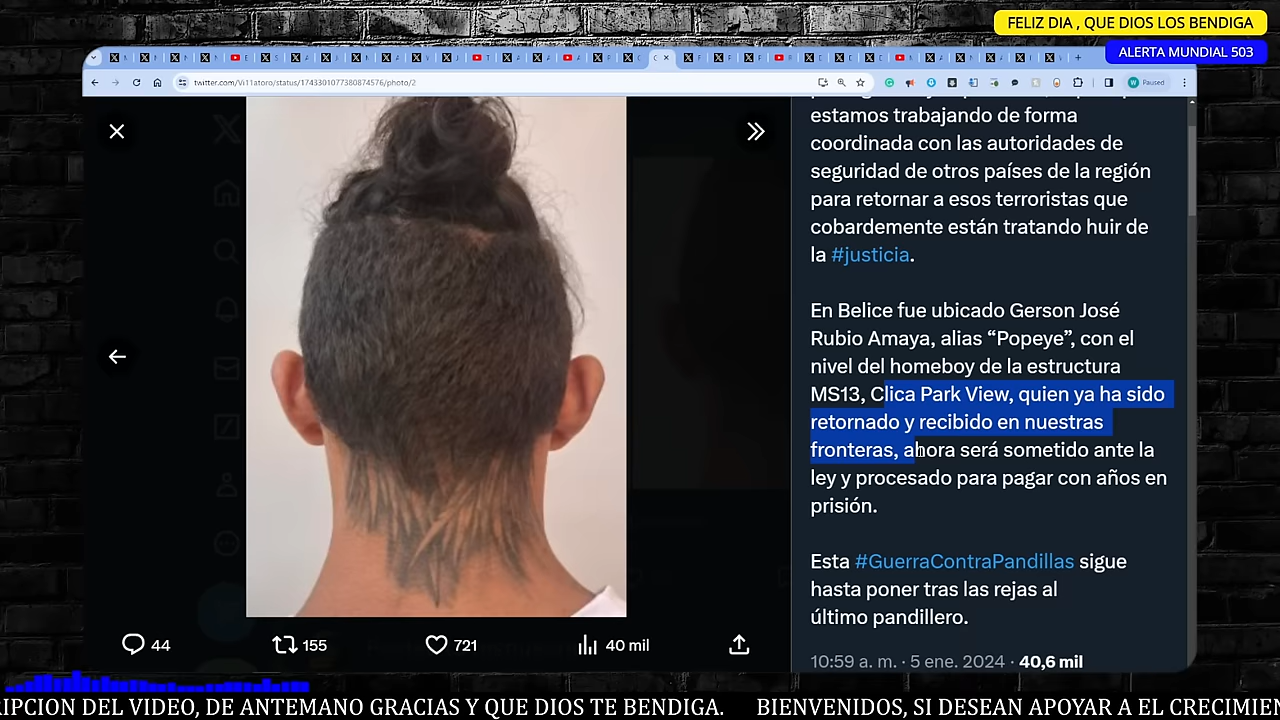 FELIZ DIA , QUE DIOS LOS BENDIGA
ALERTA MUNDIAL 503
twitter.com/Vi11atoro/status/1743301077380874576/photo/2
Paused
estamos trabajando de forma
coordinada con las autoridades de
seguridad de otros países de la región
para retornar a esos terroristas que
cobardemente están tratando huir de
la #justicia.
En Belice fue ubicado Gerson José
Rubio Amaya, alias “Popeye”, con el
nivel del homeboy de la estructura
MS13, Clica Park View, quien ya ha sido
retornado y recibido en nuestras
fronteras, ahora será sometido ante la
ley y procesado para pagar con años en
prisión.
Esta #GuerraContraPandillas sigue
hasta poner tras las rejas al
último pandillero.
44 155 721 40 mil
10:59 a. m. · 5 ene. 2024 · 40,6 mil
RIPCION DEL VIDEO, DE ANTEMANO GRACIAS Y QUE DIOS TE BENDIGA. BIENVENIDOS, SI DESEAN APOYAR A EL CRECIMIEN